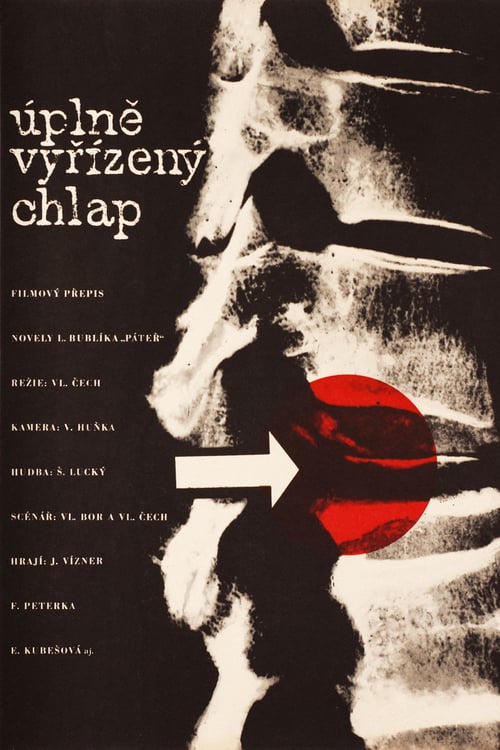 úplně
vyřízený
chlap
FILMOVÝ PŘEPIS
NOVELY L. BUBLÍKA „PÁTEŘ“
REŽIE: VL. ČECH
KAMERA: V. HUŇKA
HUDBA: Š. LUCKÝ
SCÉNÁŘ: VL. BOR A VL. ČECH
HRAJÍ: J. VÍZNER
F. PETERKA
E. KUBEŠOVÁ aj.